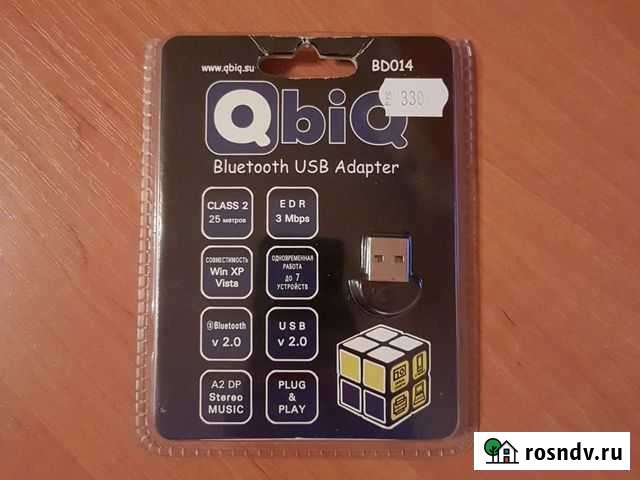 www.qbiq.su
BD014
330
QbiQ
Bluetooth USB Adapter
CLASS 2
25 метров
EDR
3 Mbps
СОВМЕСТИМОСТЬ
Win XP
Vista
ОДНОВРЕМЕННАЯ
РАБОТА
ДО 7
УСТРОЙСТВ
Bluetooth
v 2.0
USB
v 2.0
A2 DP
Stereo
MUSIC
PLUG
&
PLAY
rosndv.ru